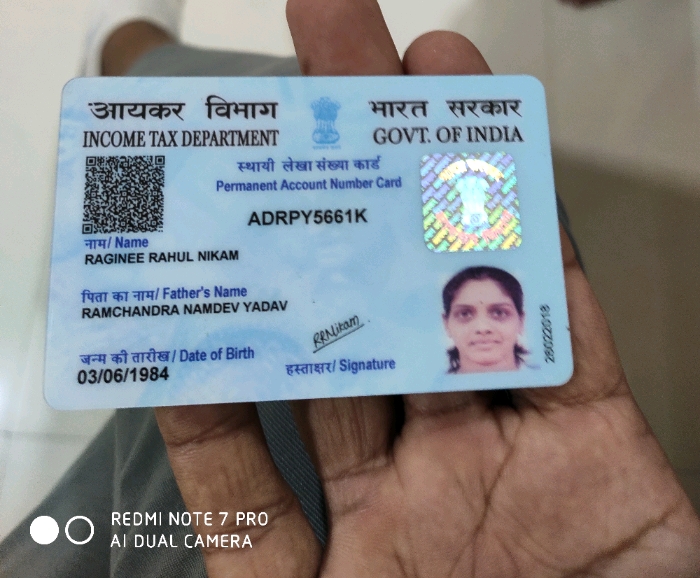 आयकर विभाग
INCOME TAX DEPARTMENT
भारत सरकार
GOVT. OF INDIA
स्थायी लेखा संख्या कार्ड
Permanent Account Number Card
ADRPY5661K
नाम/ Name
RAGINEE RAHUL NIKAM
पिता का नाम/ Father's Name
RAMCHANDRA NAMDEV YADAV
जन्म की तारीख/ Date of Birth
03/06/1984
RRNikam
हस्ताक्षर/ Signature
28022018
REDMI NOTE 7 PRO
AI DUAL CAMERA